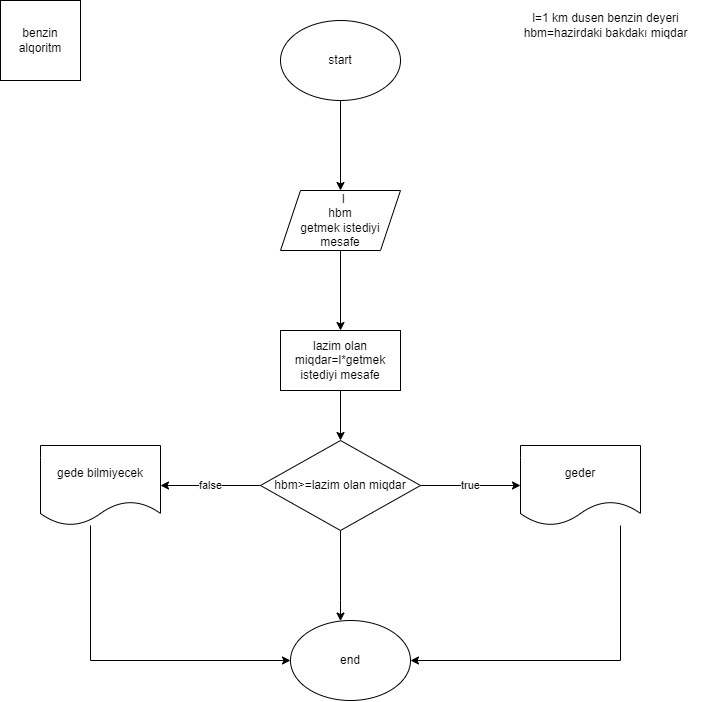 benzin
alqoritm
l=1 km dusen benzin deyeri
hbm=hazirdaki bakdakı miqdar
start
l
hbm
getmek istediyi
mesafe
lazim olan
miqdar=l*getmek
istediyi mesafe
gede bilmiyecek
false
hbm>=lazim olan miqdar
true
geder
end